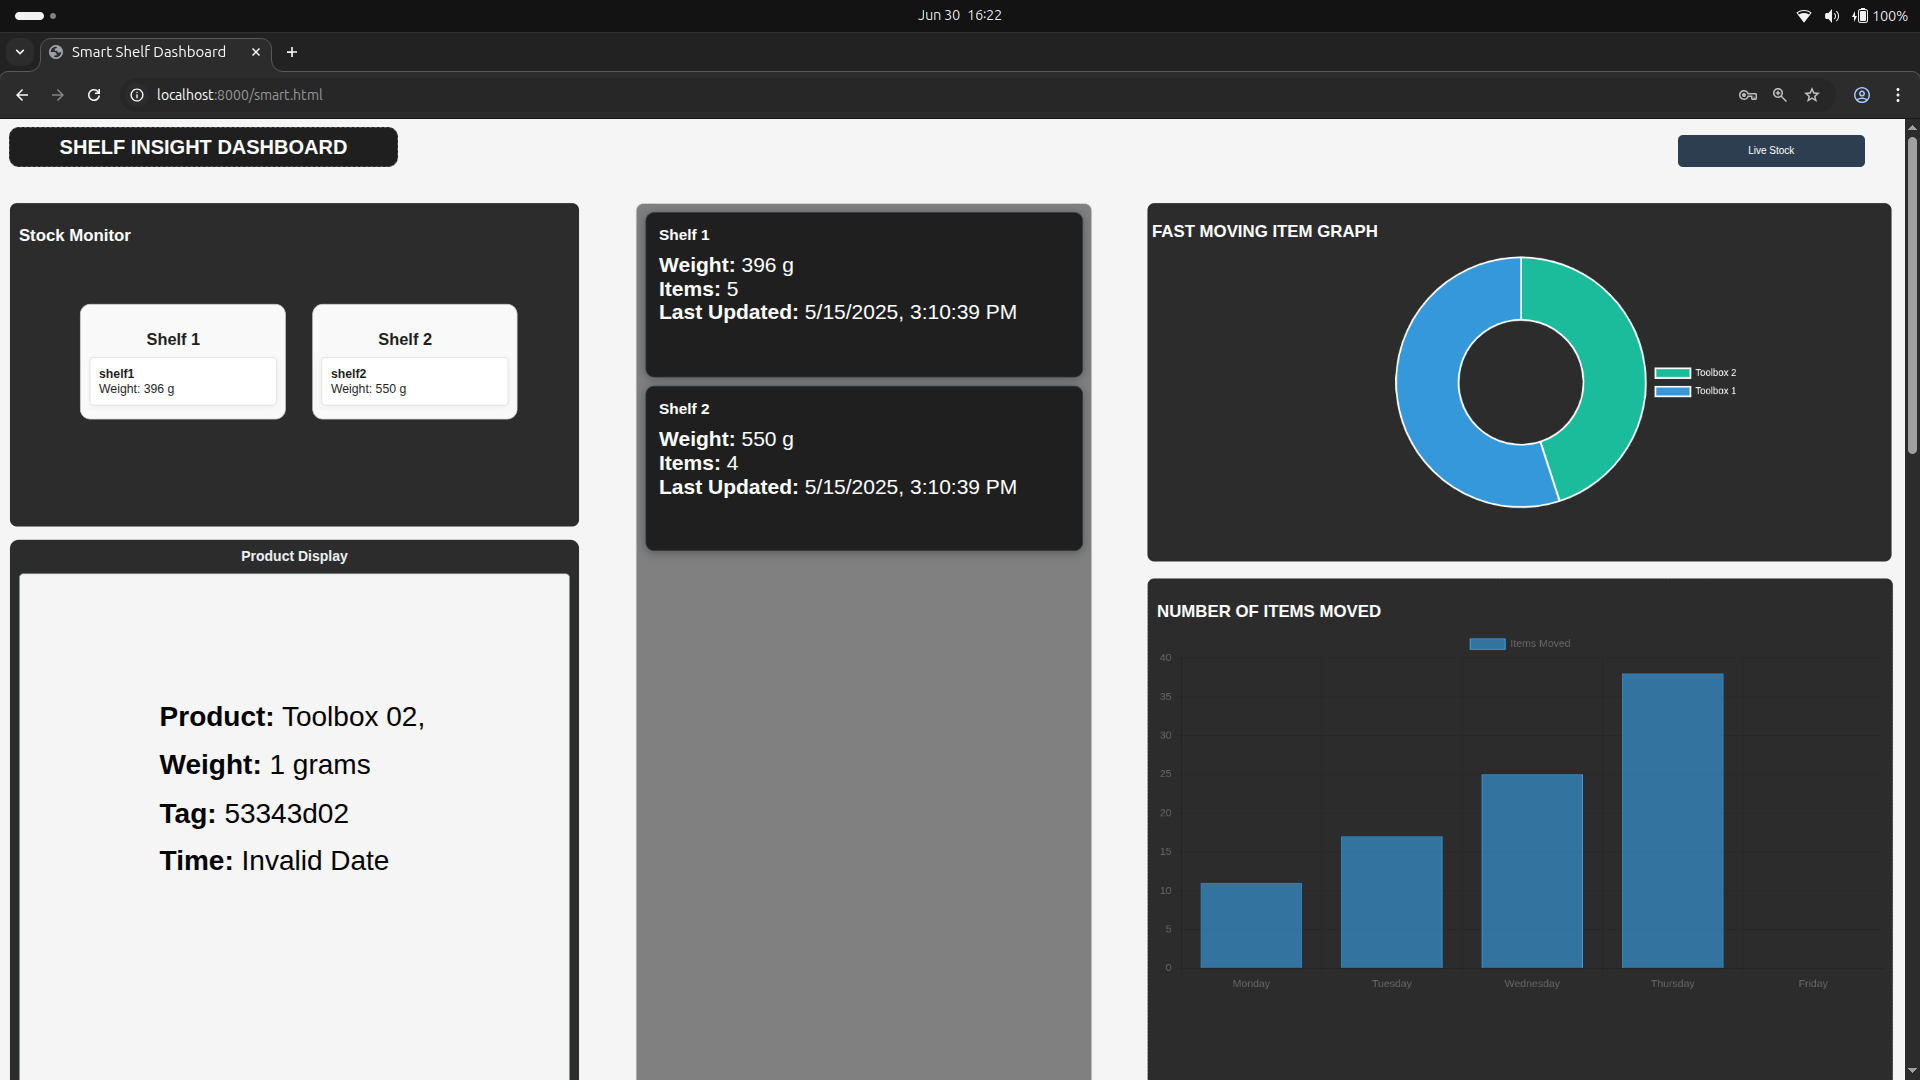 Jun 30 16:22
100%
Smart Shelf Dashboard
localhost:8000/smart.html
SHELF INSIGHT DASHBOARD
Live Stock
Stock Monitor
Shelf 1
shelf1
Weight: 396 g
Shelf 2
shelf2
Weight: 550 g
Product Display
Product: Toolbox 02,
Weight: 1 grams
Tag: 53343d02
Time: Invalid Date
Shelf 1
Weight: 396 g
Items: 5
Last Updated: 5/15/2025, 3:10:39 PM
Shelf 2
Weight: 550 g
Items: 4
Last Updated: 5/15/2025, 3:10:39 PM
FAST MOVING ITEM GRAPH
Toolbox 2
Toolbox 1
NUMBER OF ITEMS MOVED
Items Moved
40
35
30
25
20
15
10
5
0
Monday Tuesday Wednesday Thursday Friday